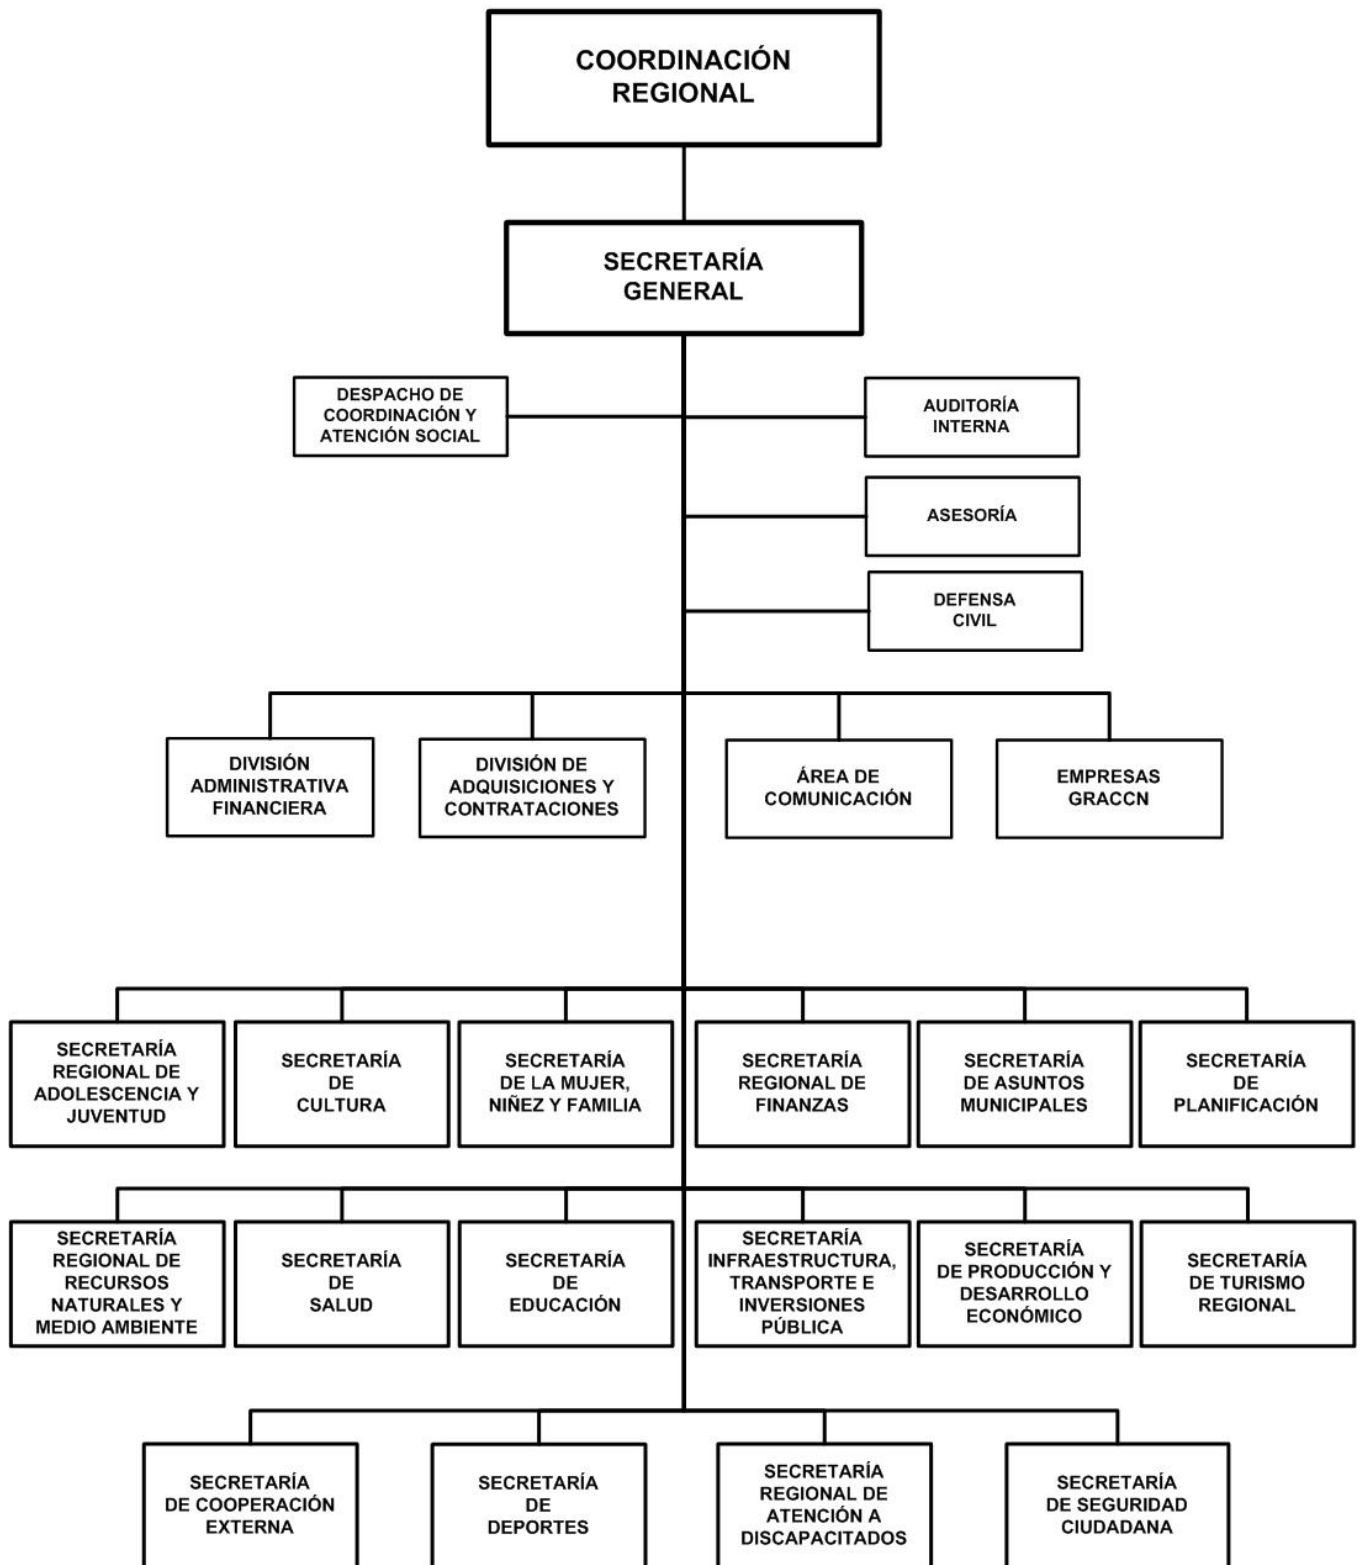 COORDINACIÓN
REGIONAL
SECRETARÍA
GENERAL
DESPACHO DE
COORDINACIÓN Y
ATENCIÓN SOCIAL
AUDITORÍA
INTERNA
ASESORÍA
DEFENSA
CIVIL
DIVISIÓN
ADMINISTRATIVA
FINANCIERA
DIVISIÓN DE
ADQUISICIONES Y
CONTRATACIONES
ÁREA DE
COMUNICACIÓN
EMPRESAS
GRACCN
SECRETARÍA
REGIONAL DE
ADOLESCENCIA Y
JUVENTUD
SECRETARÍA
DE
CULTURA
SECRETARÍA
DE LA MUJER,
NIÑEZ Y FAMILIA
SECRETARÍA
REGIONAL DE
FINANZAS
SECRETARÍA
DE ASUNTOS
MUNICIPALES
SECRETARÍA
DE
PLANIFICACIÓN
SECRETARÍA
REGIONAL DE
RECURSOS
NATURALES Y
MEDIO AMBIENTE
SECRETARÍA
DE
SALUD
SECRETARÍA
DE
EDUCACIÓN
SECRETARÍA
INFRAESTRUCTURA,
TRANSPORTE E
INVERSIONES
PÚBLICA
SECRETARÍA
DE PRODUCCIÓN Y
DESARROLLO
ECONÓMICO
SECRETARÍA
DE TURISMO
REGIONAL
SECRETARÍA
DE COOPERACIÓN
EXTERNA
SECRETARÍA
DE
DEPORTES
SECRETARÍA
REGIONAL DE
ATENCIÓN A
DISCAPACITADOS
SECRETARÍA
DE SEGURIDAD
CIUDADANA